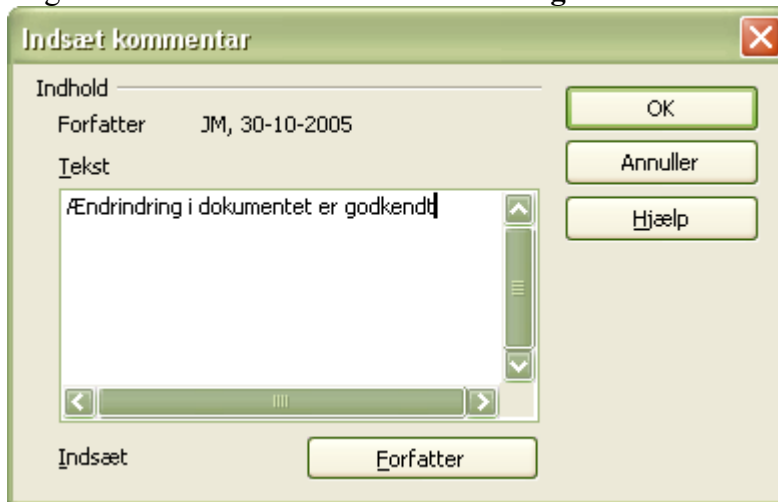 Indsæt kommentar
Indhold
Forfatter JM, 30-10-2005
Tekst
Ændrindring i dokumentet er godkendt
Indsæt
Forfatter
OK
Annuller
Hjælp